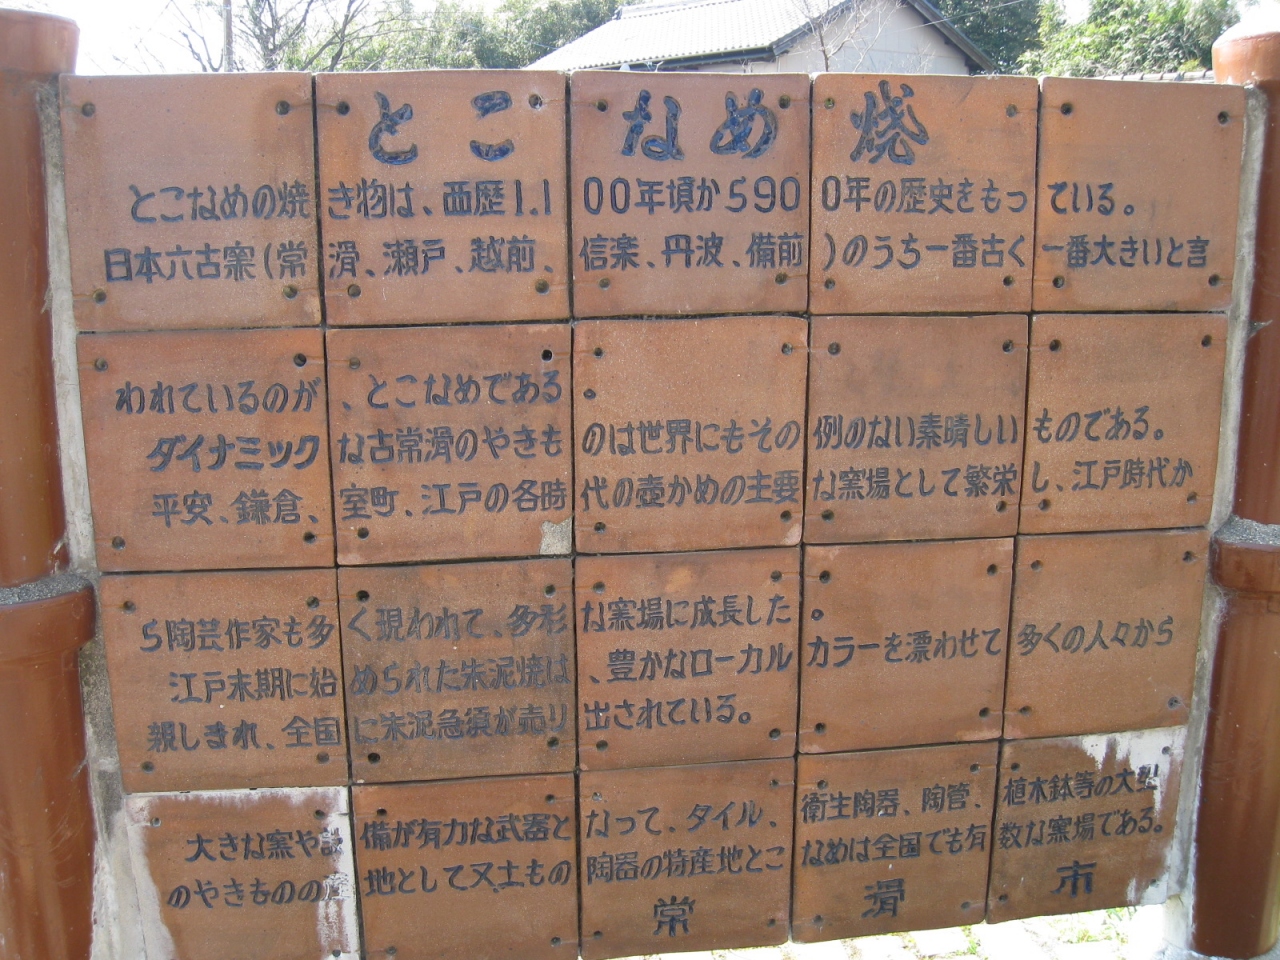 とこなめ焼
とこなめの焼き物は、西歴1.100年頃から5900年の歴史をもっている。
日本六古窯(常滑、瀬戸、越前、信楽、丹波、備前)のうち一番古く一番大きいと言
われているのが、とこなめである。
ダイナミックな古常滑のやきものは世界にもその例のない素晴しいものである。
平安、鎌倉、室町、江戸の各時代の壺かめの主要な窯場として繁栄し、江戸時代か
ら陶芸作家も多く現われて、多彩な窯場に成長した。
江戸末期に始められた朱泥焼は、豊かなローカルカラーを漂わせて多くの人々から
親しまれ、全国に朱泥急須が売り出されている。
大きな窯や設備が有力な武器となって、タイル、衛生陶器、陶管、植木鉢等の大型
のやきものの産地として又土もの陶器の特産地とこなめは全国でも有数な窯場である。
常滑市